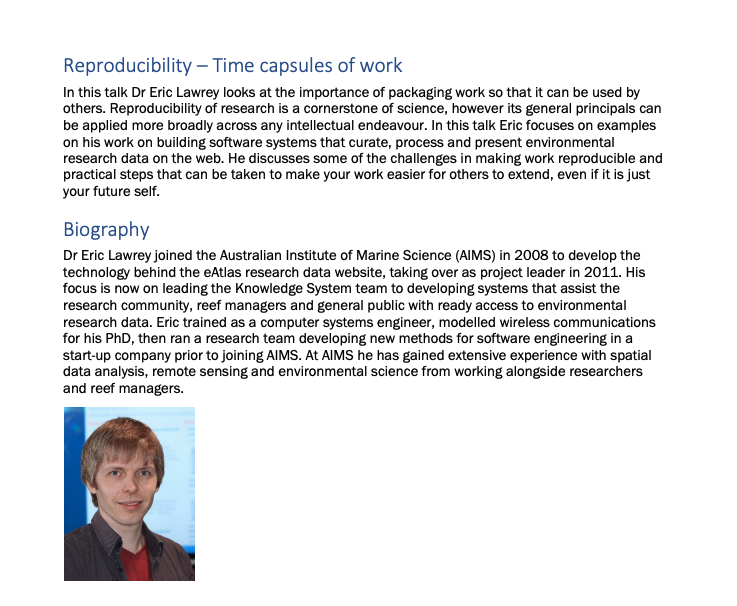 Reproducibility – Time capsules of work
In this talk Dr Eric Lawrey looks at the importance of packaging work so that it can be used by
others. Reproducibility of research is a cornerstone of science, however its general principals can
be applied more broadly across any intellectual endeavour. In this talk Eric focuses on examples
on his work on building software systems that curate, process and present environmental
research data on the web. He discusses some of the challenges in making work reproducible and
practical steps that can be taken to make your work easier for others to extend, even if it is just
your future self.
Biography
Dr Eric Lawrey joined the Australian Institute of Marine Science (AIMS) in 2008 to develop the
technology behind the eAtlas research data website, taking over as project leader in 2011. His
focus is now on leading the Knowledge System team to developing systems that assist the
research community, reef managers and general public with ready access to environmental
research data. Eric trained as a computer systems engineer, modelled wireless communications
for his PhD, then ran a research team developing new methods for software engineering in a
start-up company prior to joining AIMS. At AIMS he has gained extensive experience with spatial
data analysis, remote sensing and environmental science from working alongside researchers
and reef managers.